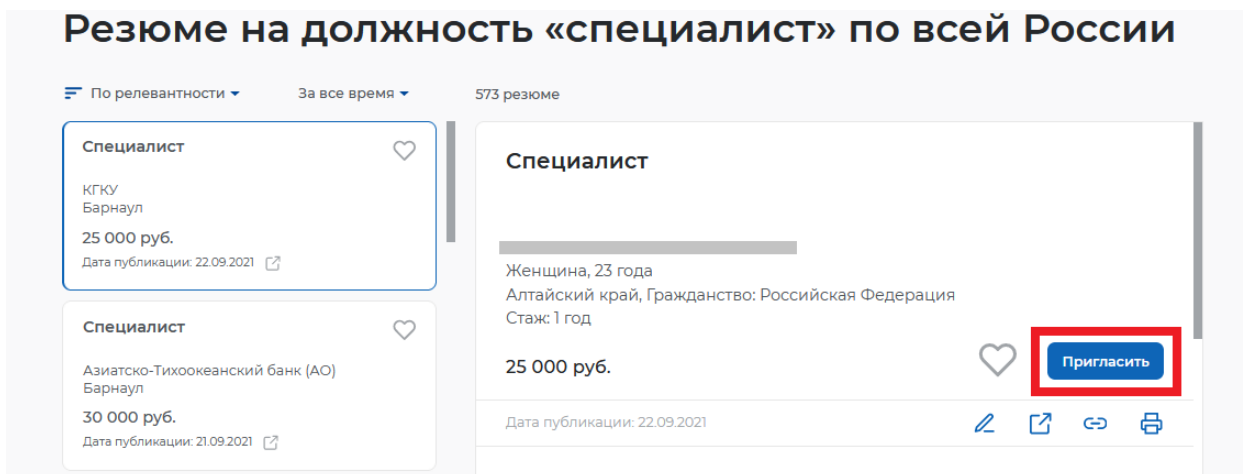 Резюме на должность «специалист» по всей России
По релевантности
За все время
573 резюме
Специалист
КГКУ
Барнаул
25 000 руб.
Дата публикации: 22.09.2021
Специалист
Азиатско-Тихоокеанский банк (АО)
Барнаул
30 000 руб.
Дата публикации: 21.09.2021
Специалист
Женщина, 23 года
Алтайский край, Гражданство: Российская Федерация
Стаж: 1 год
25 000 руб.
Пригласить
Дата публикации: 22.09.2021